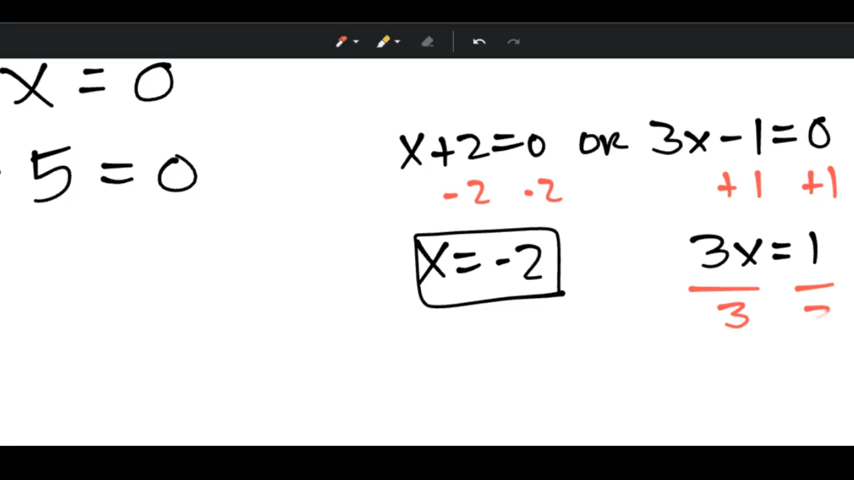 x = 0
5 = 0
x+2=0 or 3x-1=0
-2 -2 +1 +1
x=-2 3x=1
3